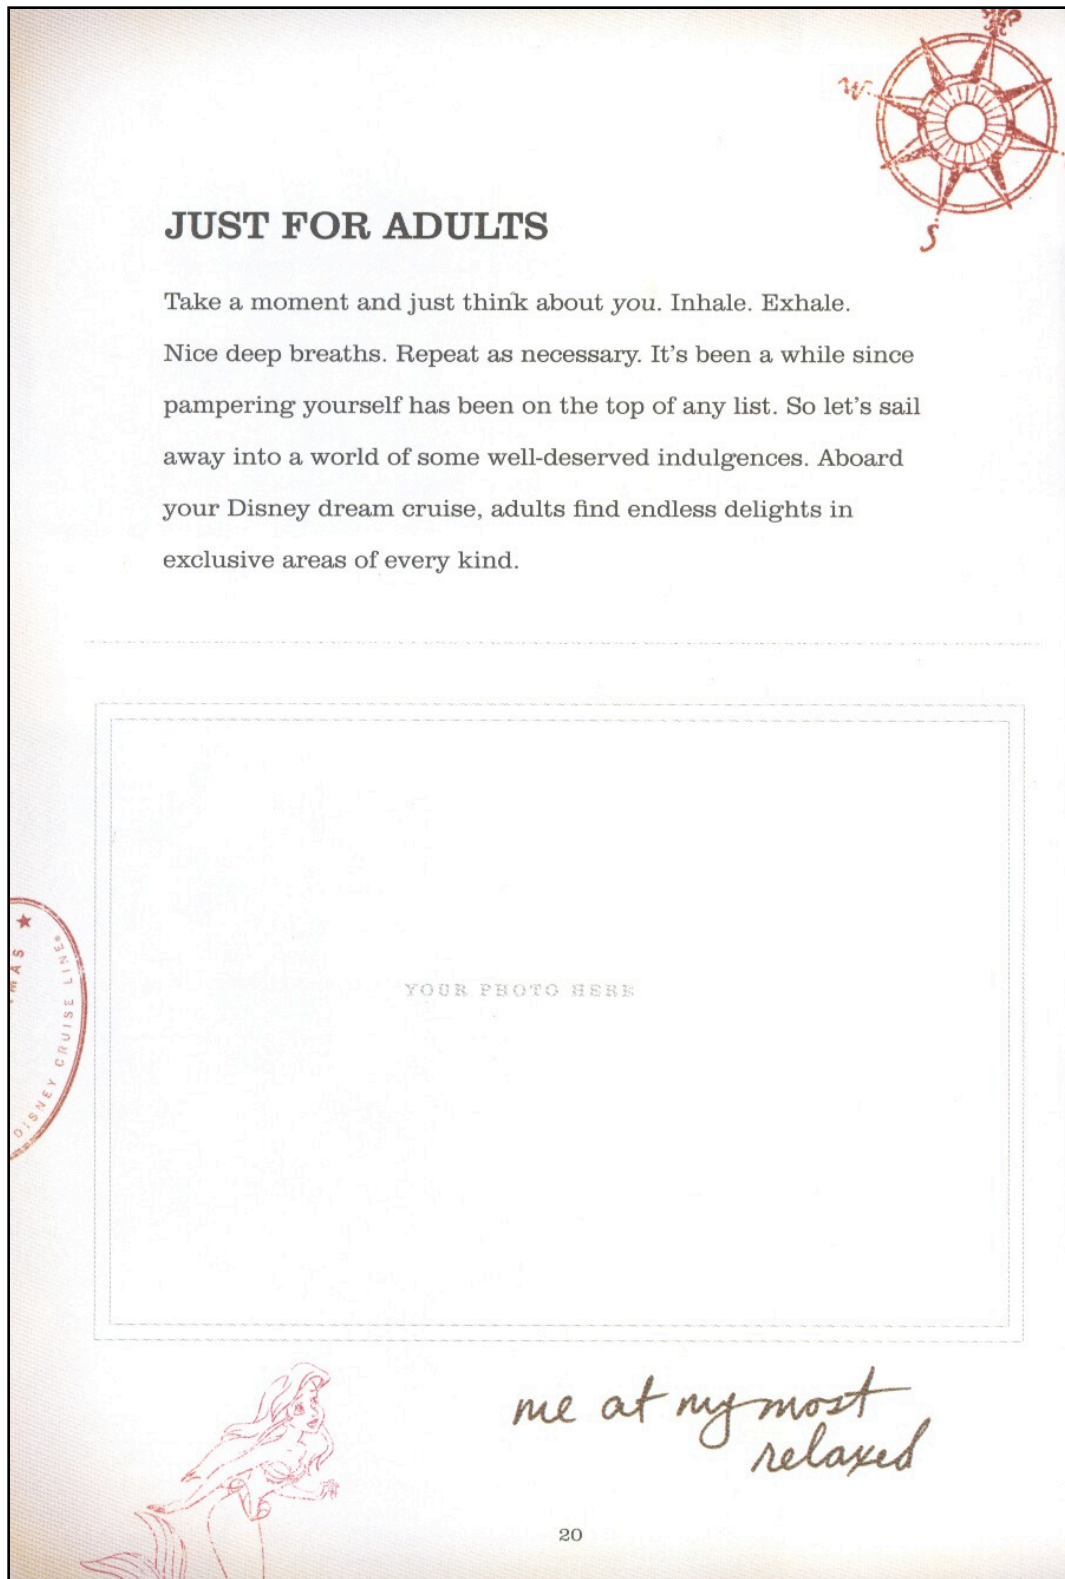 W
S
JUST FOR ADULTS
Take a moment and just think about you. Inhale. Exhale.
Nice deep breaths. Repeat as necessary. It's been a while since
pampering yourself has been on the top of any list. So let's sail
away into a world of some well-deserved indulgences. Aboard
your Disney dream cruise, adults find endless delights in
exclusive areas of every kind.
YOUR PHOTO HERE
DISNEY CRUISE LINE®
me at my most
relaxed
20